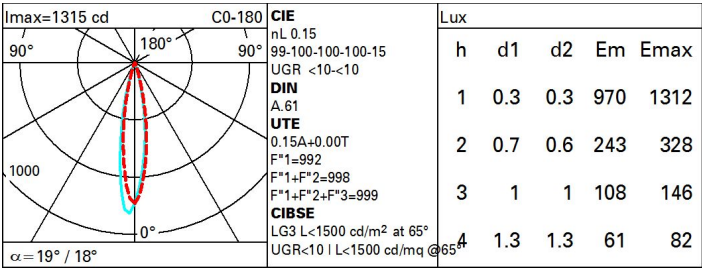 Imax=1315 cd C0-180
90° 180° 90°
1000
0°
α=19° / 18°
CIE
nL 0.15
99-100-100-100-15
UGR <10-<10
DIN
A.61
UTE
0.15A+0.00T
F"1=992
F"1+F"2=998
F"1+F"2+F"3=999
CIBSE
LG3 L<1500 cd/m² at 65°
UGR<10 | L<1500 cd/mq @65°
Lux
h d1 d2 Em Emax
1 0.3 0.3 970 1312
2 0.7 0.6 243 328
3 1 1 108 146
4 1.3 1.3 61 82